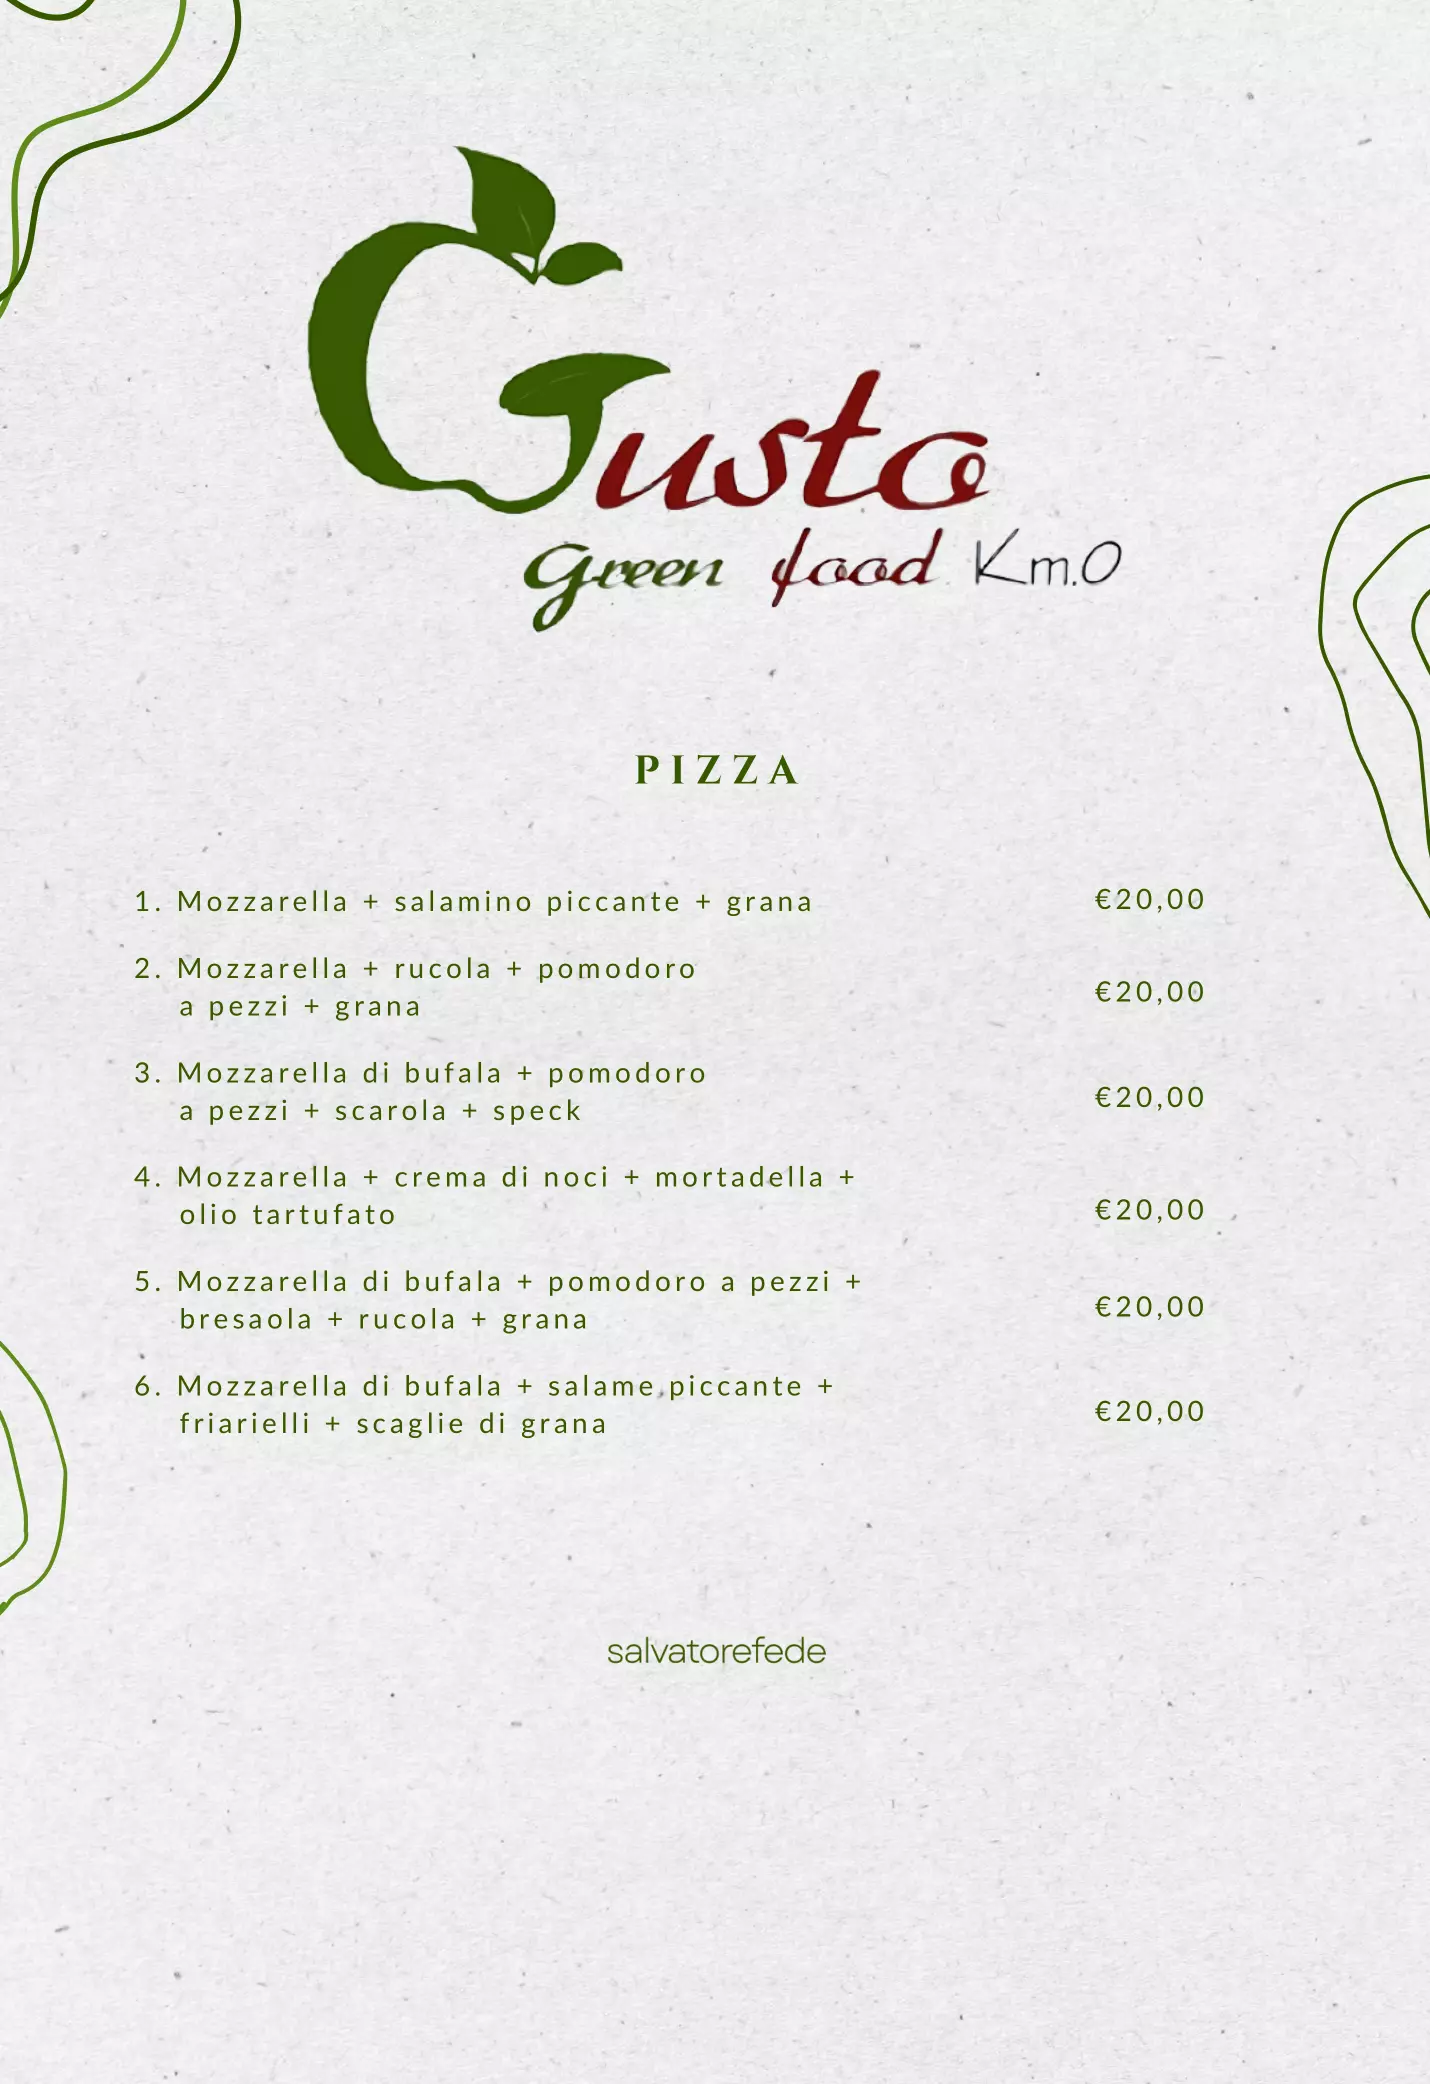 Gusto
Green food Km.0
PIZZA
1. Mozzarella + salamino piccante + grana €20,00
2. Mozzarella + rucola + pomodoro
a pezzi + grana €20,00
3. Mozzarella di bufala + pomodoro
a pezzi + scarola + speck €20,00
4. Mozzarella + crema di noci + mortadella +
olio tartufato €20,00
5. Mozzarella di bufala + pomodoro a pezzi +
bresaola + rucola + grana €20,00
6. Mozzarella di bufala + salame piccante +
friarielli + scaglie di grana €20,00
salvatorefede